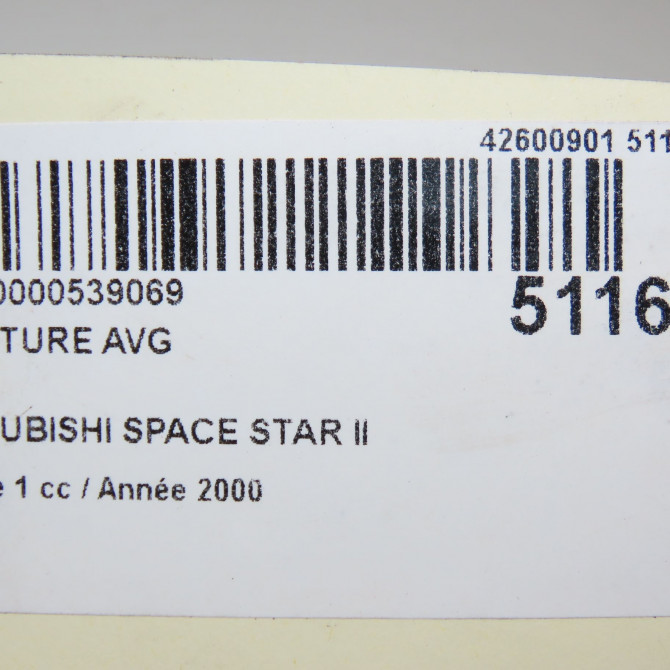 42600901 511
0000539069
5116
TURE AVG
UBISHI SPACE STAR II
e 1 cc / Année 2000